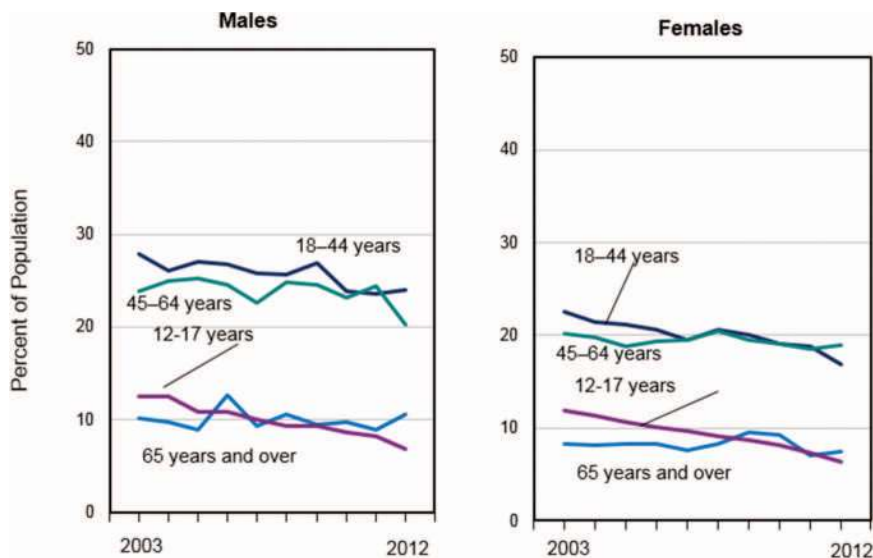 Males
50
40
30
20
10
0
Percent of Population
18–44 years
45–64 years
12-17 years
65 years and over
2003
2012
Females
50
40
30
20
10
0
18–44 years
45–64 years
12-17 years
65 years and over
2003
2012